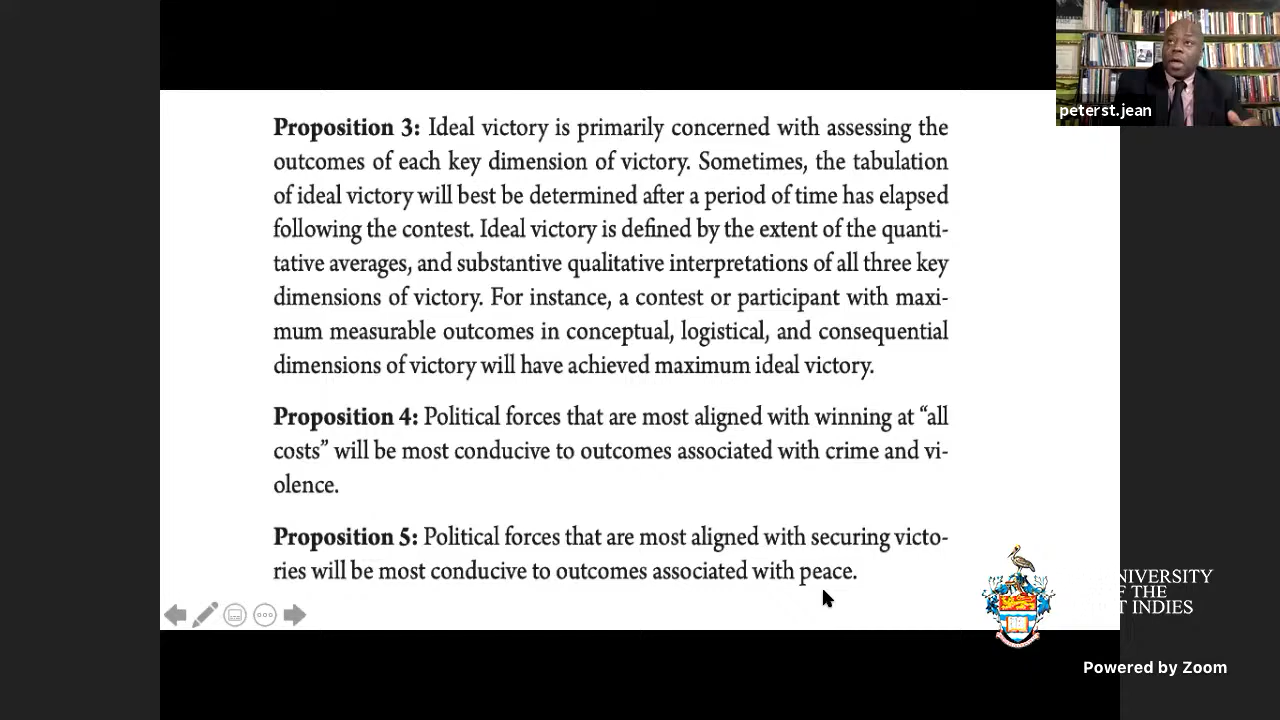 peterst.jean
Proposition 3: Ideal victory is primarily concerned with assessing the
outcomes of each key dimension of victory. Sometimes, the tabulation
of ideal victory will best be determined after a period of time has elapsed
following the contest. Ideal victory is defined by the extent of the quanti-
tative averages, and substantive qualitative interpretations of all three key
dimensions of victory. For instance, a contest or participant with maxi-
mum measurable outcomes in conceptual, logistical, and consequential
dimensions of victory will have achieved maximum ideal victory.
Proposition 4: Political forces that are most aligned with winning at “all
costs” will be most conducive to outcomes associated with crime and vi-
olence.
Proposition 5: Political forces that are most aligned with securing victo-
ries will be most conducive to outcomes associated with peace.
NIVERSITY
F THE
T INDIES
Powered by Zoom